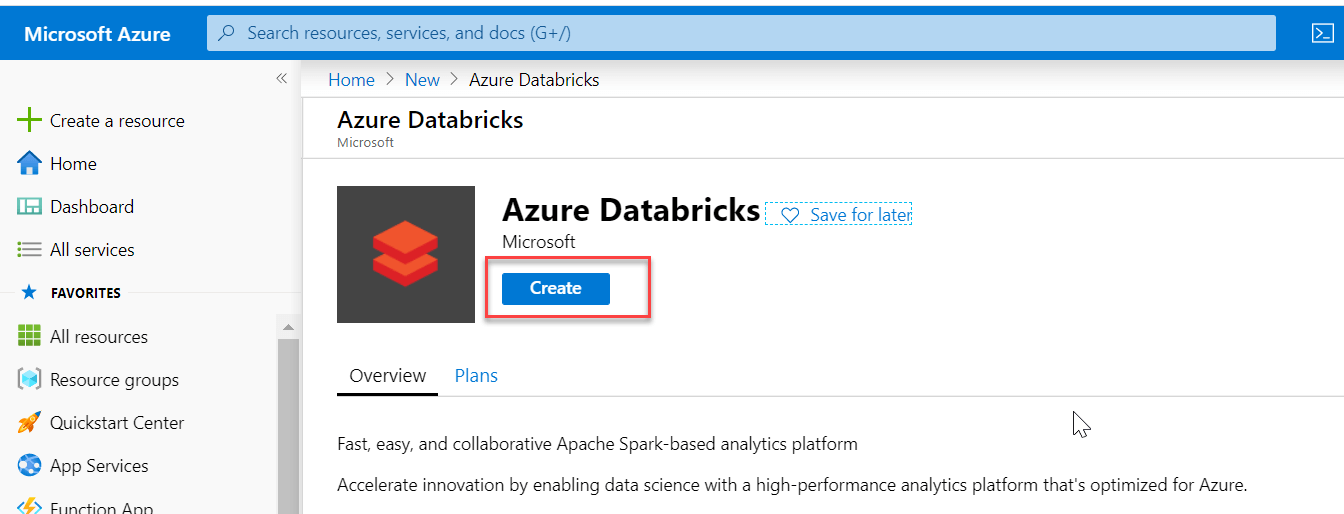 Microsoft Azure
Search resources, services, and docs (G+/)
Home > New > Azure Databricks
Create a resource
Home
Dashboard
All services
FAVORITES
All resources
Resource groups
Quickstart Center
App Services
Function App
Azure Databricks
Microsoft
Azure Databricks
Save for later
Microsoft
Create
Overview
Plans
Fast, easy, and collaborative Apache Spark-based analytics platform
Accelerate innovation by enabling data science with a high-performance analytics platform that's optimized for Azure.